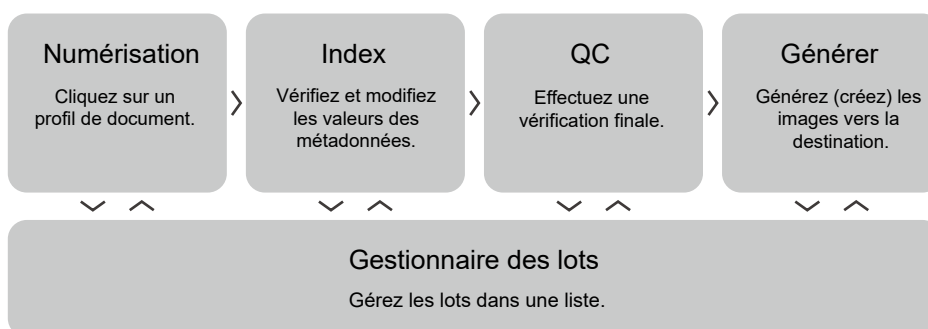 Numérisation
Cliquez sur un
profil de document.
Index
Vérifiez et modifiez
les valeurs des
métadonnées.
QC
Effectuez une
vérification finale.
Générer
Générez (créez) les
images vers la
destination.
Gestionnaire des lots
Gérez les lots dans une liste.